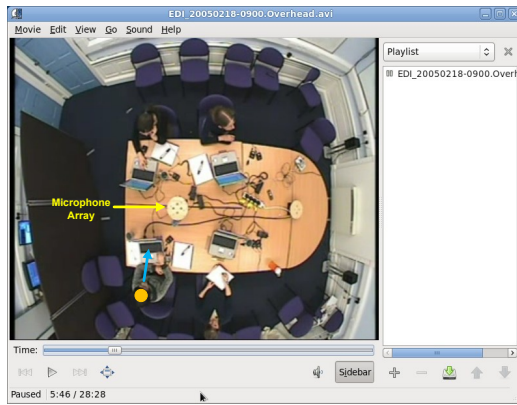 EDI_20050218-0900.Overhead.avi
Movie Edit View Go Sound Help
Playlist
EDI_20050218-0900.Overh
Microphone
Array
Time:
Sidebar
Paused 5:46 / 28:28